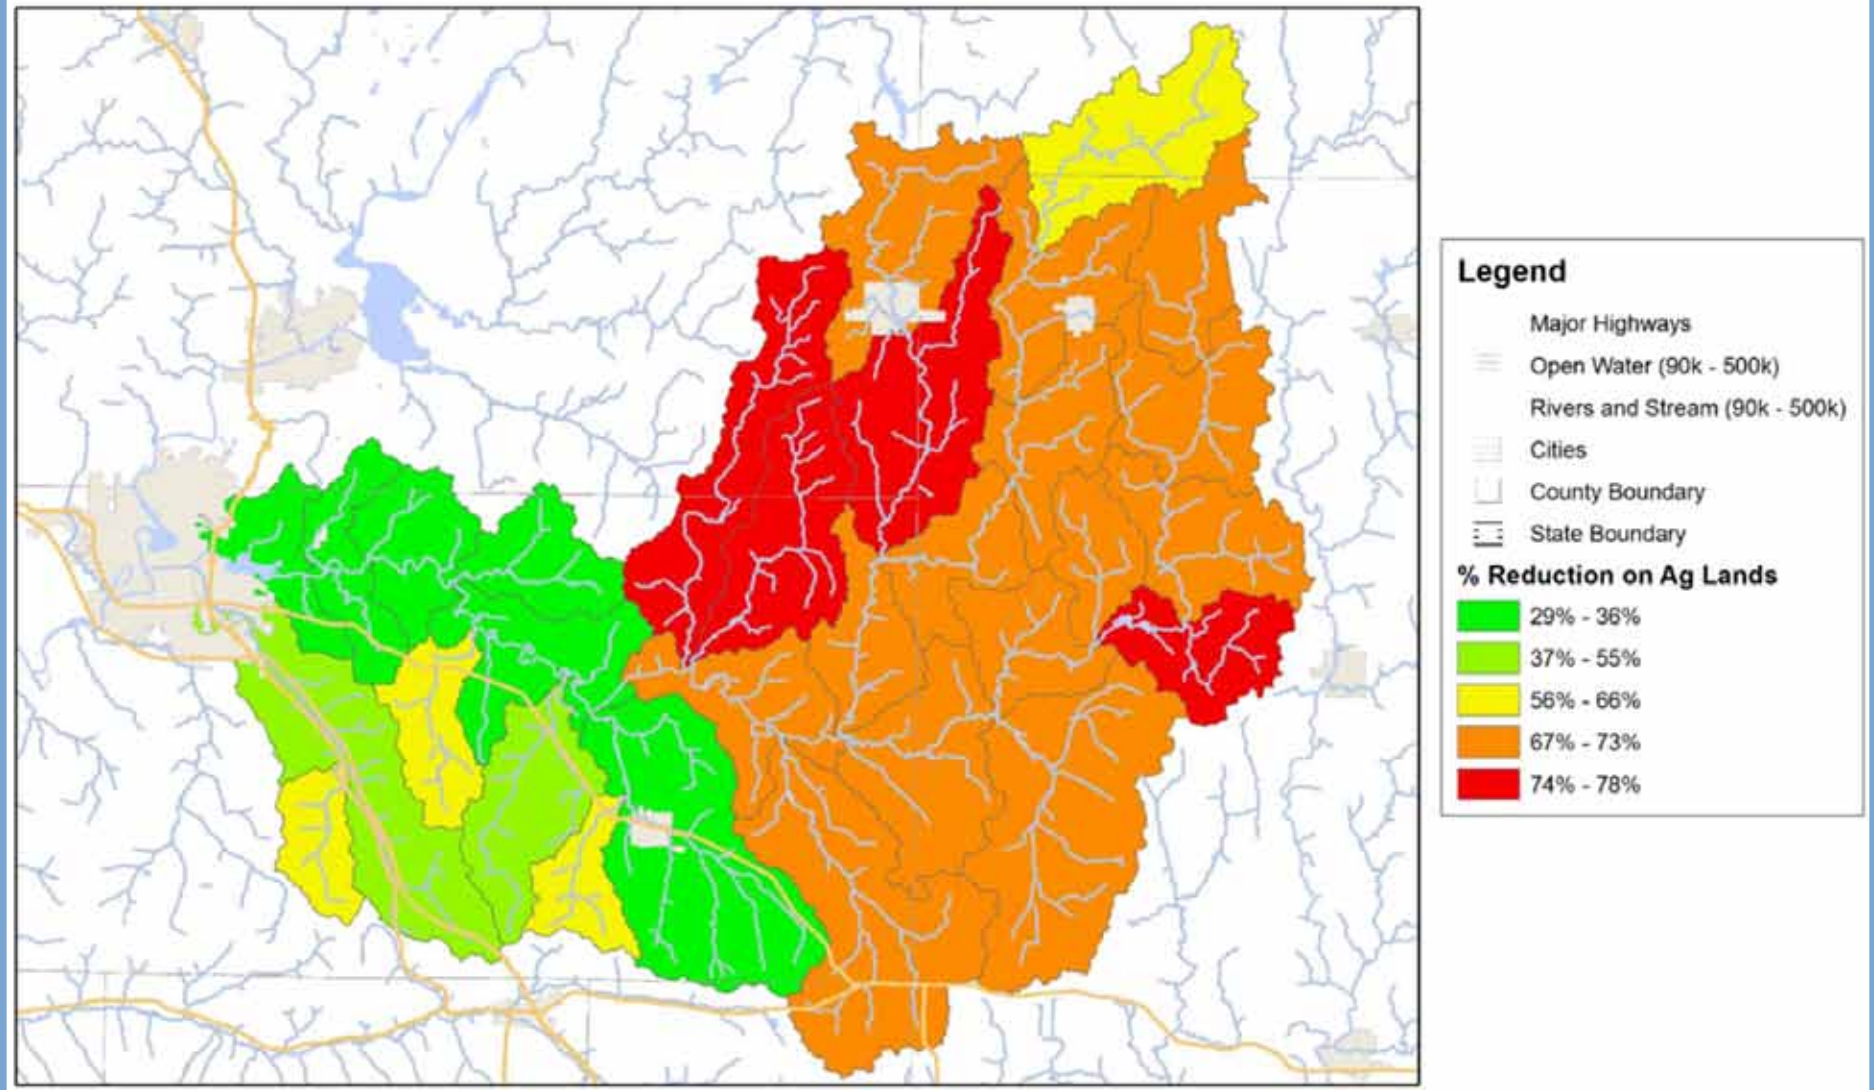 Legend
Major Highways
Open Water (90k - 500k)
Rivers and Stream (90k - 500k)
Cities
County Boundary
State Boundary
% Reduction on Ag Lands
29% - 36%
37% - 55%
56% - 66%
67% - 73%
74% - 78%